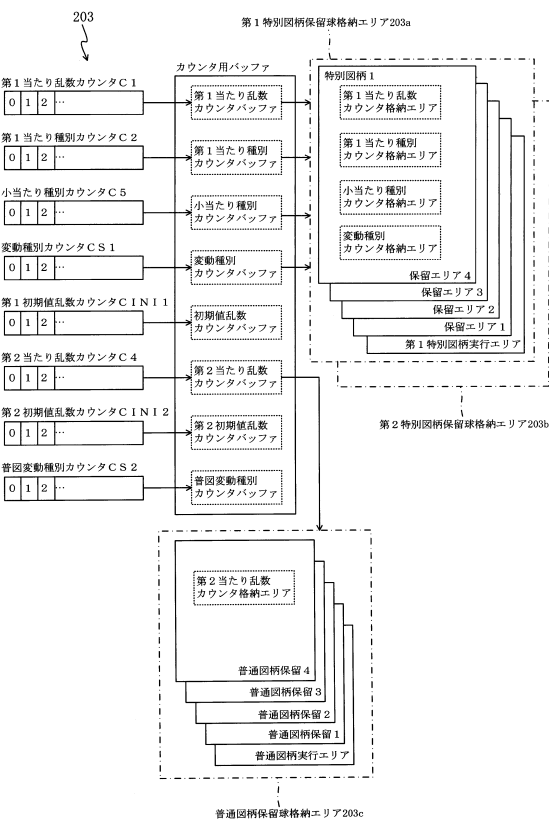 第1特別図柄保留球格納エリア203a
203
カウンタ用バッファ
第1当たり乱数カウンタC1
0 1 2 …
第1当たり種別カウンタC2
0 1 2 …
小当たり種別カウンタC5
0 1 2 …
変動種別カウンタCS1
0 1 2 …
第1初期値乱数カウンタCINI1
0 1 2 …
第2当たり乱数カウンタC4
0 1 2 …
第2初期値乱数カウンタCINI2
0 1 2 …
普図変動種別カウンタCS2
0 1 2 …
第1当たり乱数
カウンタバッファ
第1当たり種別
カウンタバッファ
小当たり種別
カウンタバッファ
変動種別
カウンタバッファ
初期値乱数
カウンタバッファ
第2当たり乱数
カウンタバッファ
第2初期値乱数
カウンタバッファ
普図変動種別
カウンタバッファ
特別図柄1
第1当たり乱数
カウンタ格納エリア
第1当たり種別
カウンタ格納エリア
小当たり種別
カウンタ格納エリア
変動種別
カウンタ格納エリア
保留エリア4
保留エリア3
保留エリア2
保留エリア1
第1特別図柄実行エリア
第2特別図柄保留球格納エリア203b
第2当たり乱数
カウンタ格納エリア
普通図柄保留4
普通図柄保留3
普通図柄保留2
普通図柄保留1
普通図柄実行エリア
普通図柄保留球格納エリア203c